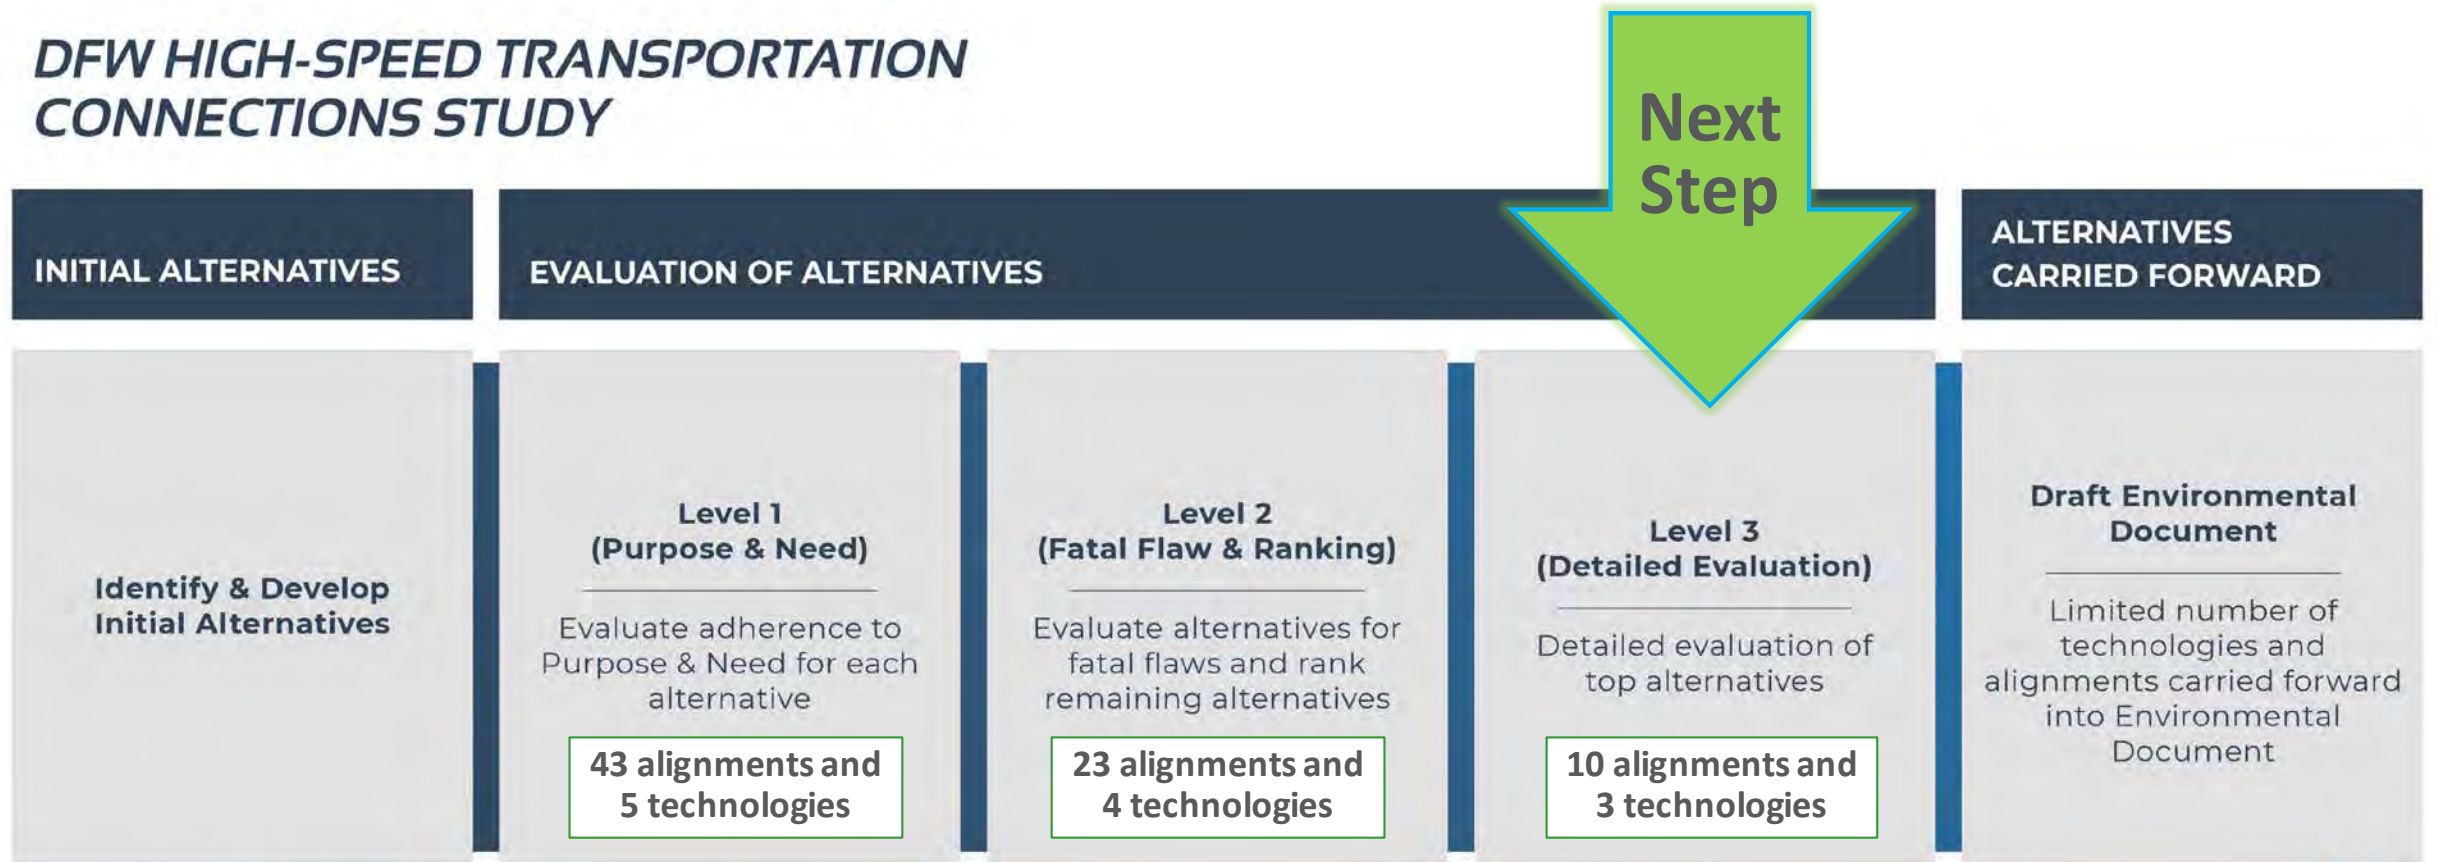 DFW HIGH-SPEED TRANSPORTATION
CONNECTIONS STUDY
Next
Step
INITIAL ALTERNATIVES
EVALUATION OF ALTERNATIVES
ALTERNATIVES
CARRIED FORWARD
Identify & Develop
Initial Alternatives
Level 1
(Purpose & Need)
Evaluate adherence to
Purpose & Need for each
alternative
43 alignments and
5 technologies
Level 2
(Fatal Flaw & Ranking)
Evaluate alternatives for
fatal flaws and rank
remaining alternatives
23 alignments and
4 technologies
Level 3
(Detailed Evaluation)
Detailed evaluation of
top alternatives
10 alignments and
3 technologies
Draft Environmental
Document
Limited number of
technologies and
alignments carried forward
into Environmental
Document